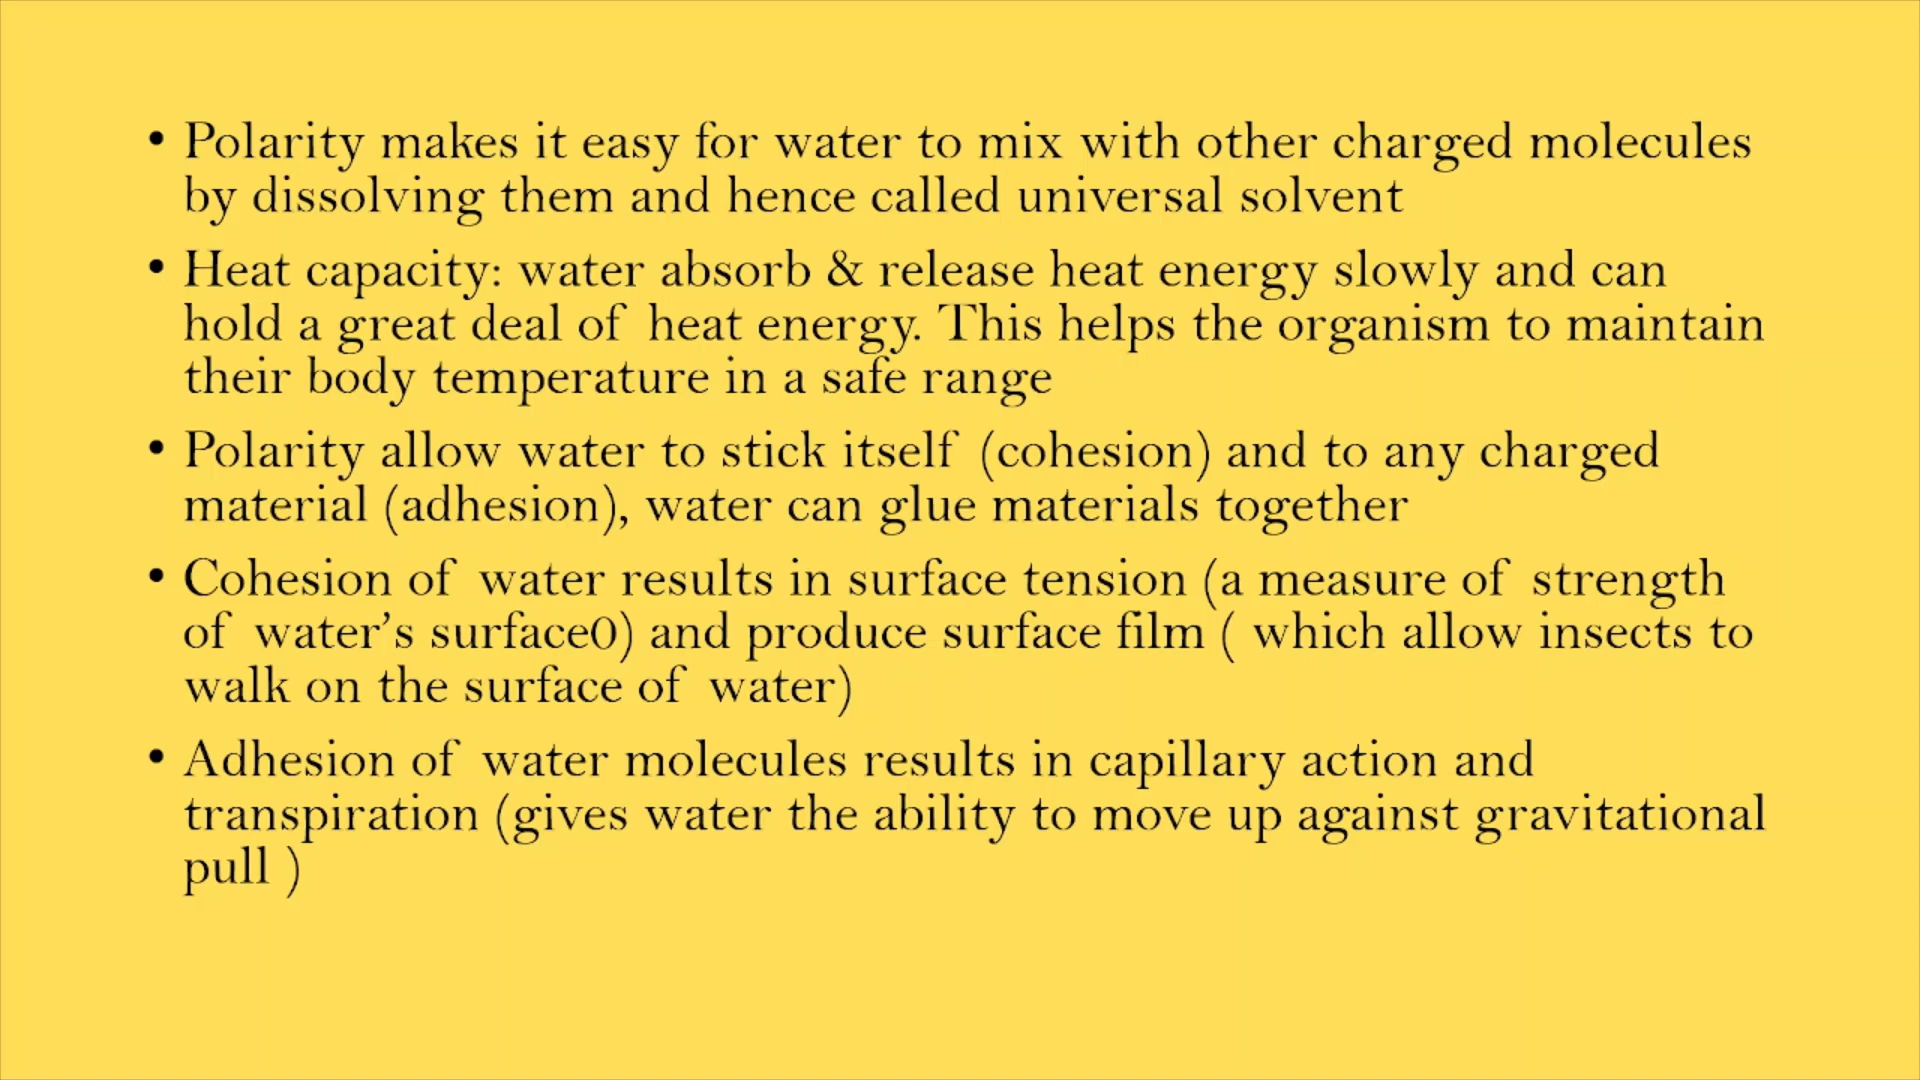 • Polarity makes it easy for water to mix with other charged molecules
by dissolving them and hence called universal solvent
• Heat capacity: water absorb & release heat energy slowly and can
hold a great deal of heat energy. This helps the organism to maintain
their body temperature in a safe range
• Polarity allow water to stick itself (cohesion) and to any charged
material (adhesion), water can glue materials together
• Cohesion of water results in surface tension (a measure of strength
of water’s surface0) and produce surface film ( which allow insects to
walk on the surface of water)
• Adhesion of water molecules results in capillary action and
transpiration (gives water the ability to move up against gravitational
pull )